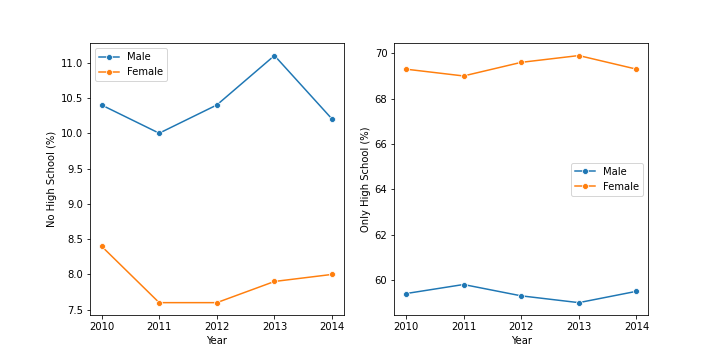 No High School (%)
11.0
10.5
10.0
9.5
9.0
8.5
8.0
7.5
Male
Female
2010 2011 2012 2013 2014
Year
Only High School (%)
70
68
66
64
62
60
Male
Female
2010 2011 2012 2013 2014
Year